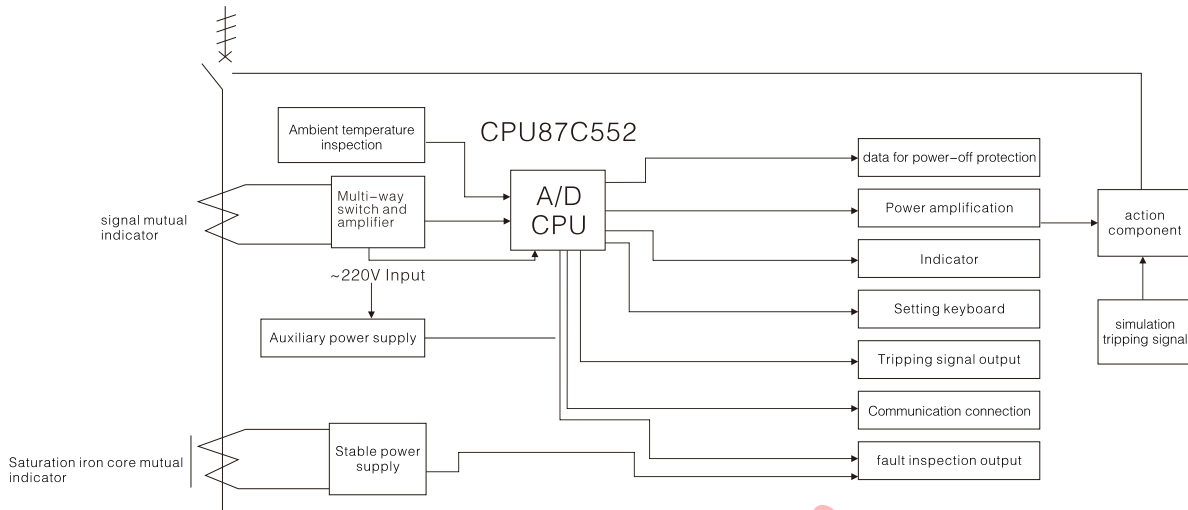 Ambient temperature
inspection
CPU87C552
A/D
CPU
data for power-off protection
Multi-way
switch and
amplifier
Power amplification
action
component
signal mutual
indicator
Indicator
~220V Input
Setting keyboard
Auxiliary power supply
simulation
tripping signal
Tripping signal output
Communication connection
Stable power
supply
Saturation iron core mutual
indicator
fault inspection output